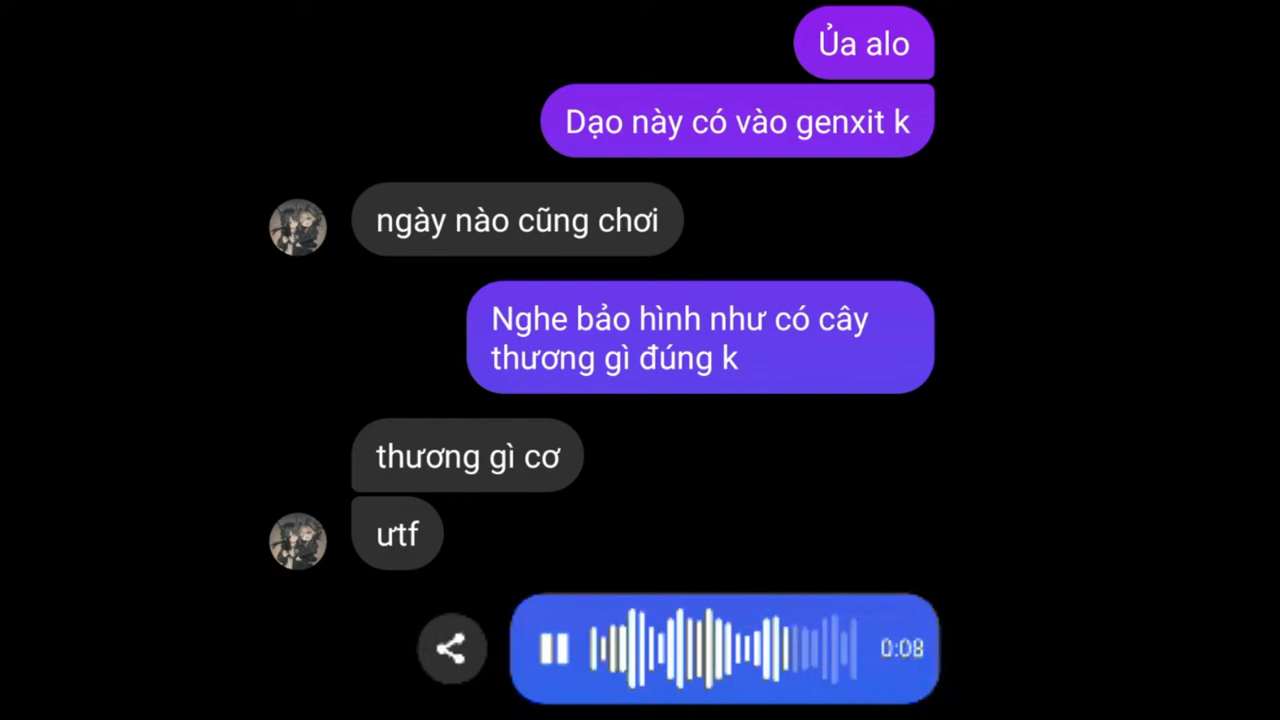 Ủa alo
Dạo này có vào genxit k
ngày nào cũng chơi
Nghe bảo hình như có cây
thương gì đúng k
thương gì cơ
ưtf
0:08